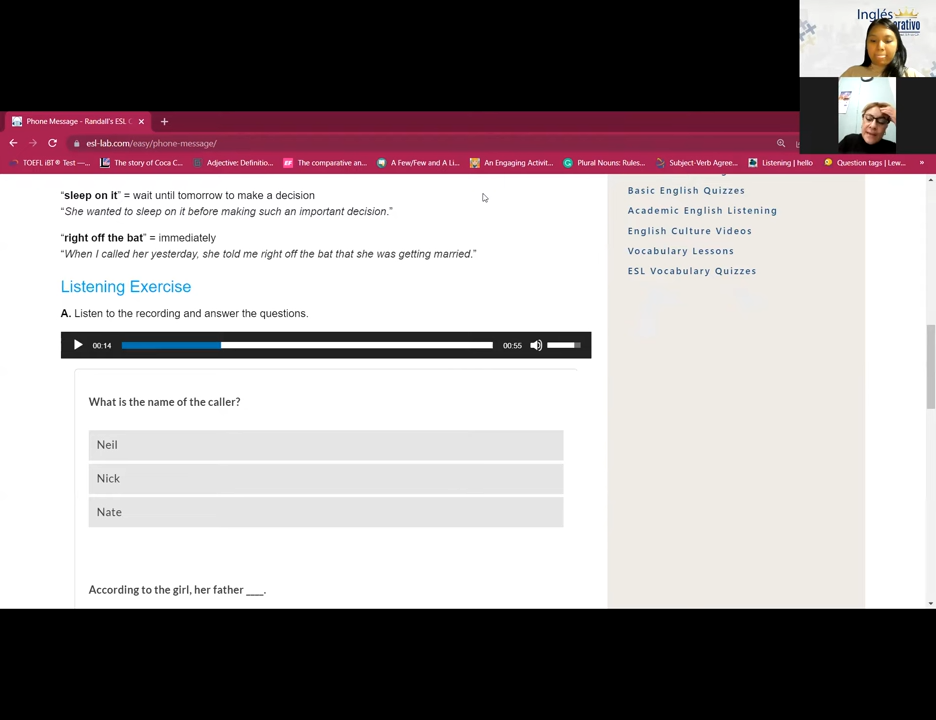 Inglés
Phone Message - Randall's ESL
esl-lab.com/easy/phone-message/
TOEFL iBT® Test —...
The story of Coca C...
Adjective: Definitio...
The comparative an...
A Few/Few and A Li...
An Engaging Activit...
Plural Nouns: Rules...
Subject-Verb Agree...
Listening | hello
Question tags | Lew...
»
“sleep on it” = wait until tomorrow to make a decision
“She wanted to sleep on it before making such an important decision.”
“right off the bat” = immediately
“When I called her yesterday, she told me right off the bat that she was getting married.”
Listening Exercise
A. Listen to the recording and answer the questions.
00:14
00:55
What is the name of the caller?
Neil
Nick
Nate
According to the girl, her father ____.
Basic English Quizzes
Academic English Listening
English Culture Videos
Vocabulary Lessons
ESL Vocabulary Quizzes